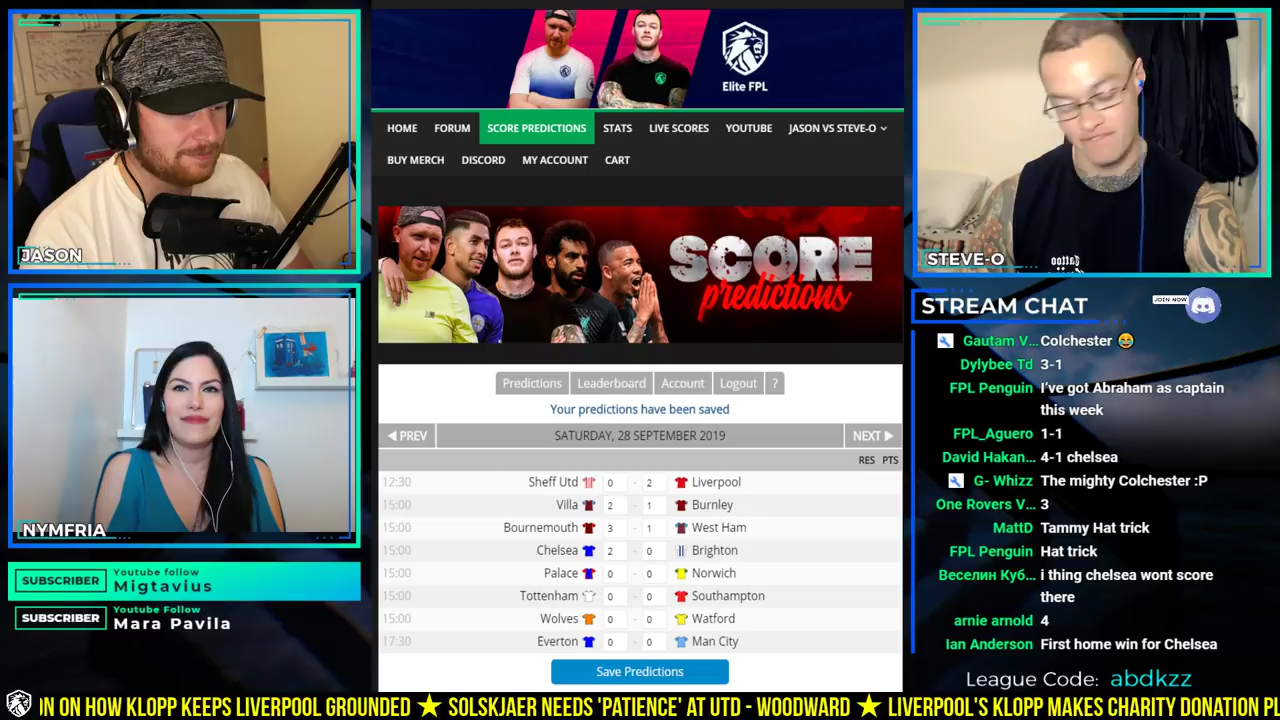 JASON
NYMFRIA
SUBSCRIBER
Youtube follow
Migtavius
SUBSCRIBER
Youtube Follow
Mara Pavila
Elite FPL
HOME FORUM SCORE PREDICTIONS STATS LIVE SCORES YOUTUBE JASON VS STEVE-O
BUY MERCH DISCORD MY ACCOUNT CART
SCORE
predictions
Predictions Leaderboard Account Logout ?
Your predictions have been saved
◀ PREV SATURDAY, 28 SEPTEMBER 2019 NEXT ▶
RES PTS
12:30 Sheff Utd 0 - 2 Liverpool
15:00 Villa 2 - 1 Burnley
15:00 Bournemouth 3 - 1 West Ham
15:00 Chelsea 2 - 0 Brighton
15:00 Palace 0 - 0 Norwich
15:00 Tottenham 0 - 0 Southampton
15:00 Wolves 0 - 0 Watford
17:30 Everton 0 - 0 Man City
Save Predictions
STEVE-O
STREAM CHAT
JOIN NOW
Gautam V... Colchester 😂
Dylybee Td 3-1
FPL Penguin I've got Abraham as captain
this week
FPL_Aguero 1-1
David Hakan... 4-1 chelsea
G- Whizz The mighty Colchester :P
One Rovers V... 3
MattD Tammy Hat trick
FPL Penguin Hat trick
Веселин Куб... i thing chelsea wont score
there
arnie arnold 4
Ian Anderson First home win for Chelsea
League Code: abdkzz
IN ON HOW KLOPP KEEPS LIVERPOOL GROUNDED ★ SOLSKJAER NEEDS 'PATIENCE' AT UTD - WOODWARD ★ LIVERPOOL'S KLOPP MAKES CHARITY DONATION PL